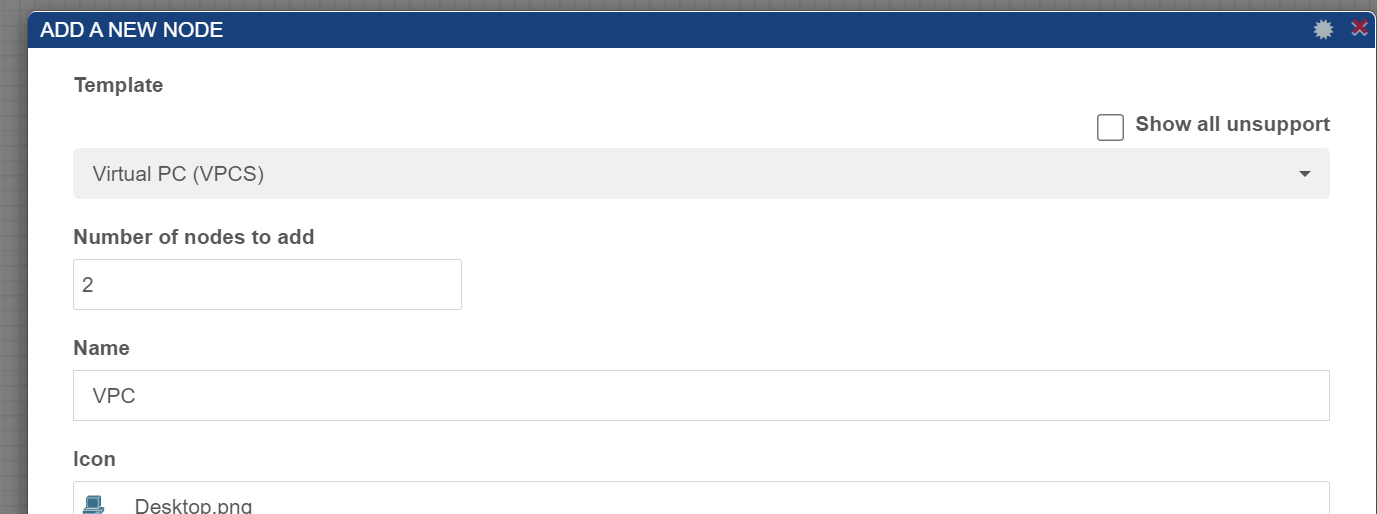 ADD A NEW NODE
Template
Show all unsupport
Virtual PC (VPCS)
Number of nodes to add
2
Name
VPC
Icon
Desktop.png